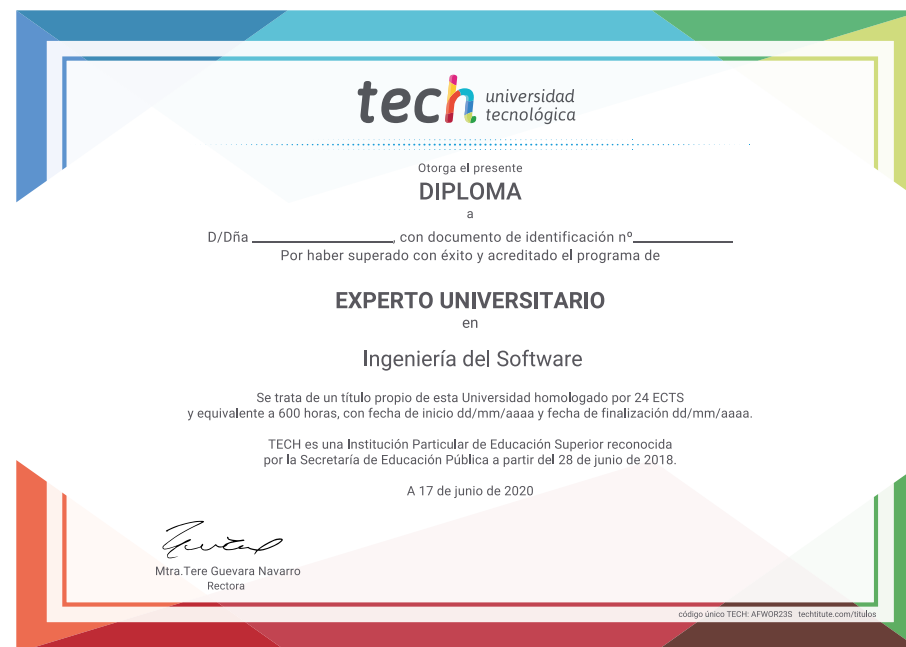 tech universidad
tecnológica
Otorga el presente
DIPLOMA
a
D/Dña ____________________, con documento de identificación nº______________
Por haber superado con éxito y acreditado el programa de
EXPERTO UNIVERSITARIO
en
Ingeniería del Software
Se trata de un título propio de esta Universidad homologado por 24 ECTS
y equivalente a 600 horas, con fecha de inicio dd/mm/aaaa y fecha de finalización dd/mm/aaaa.
TECH es una Institución Particular de Educación Superior reconocida
por la Secretaría de Educación Pública a partir del 28 de junio de 2018.
A 17 de junio de 2020
Mtra.Tere Guevara Navarro
Rectora
código único TECH: AFWOR23S techtitute.com/titulos